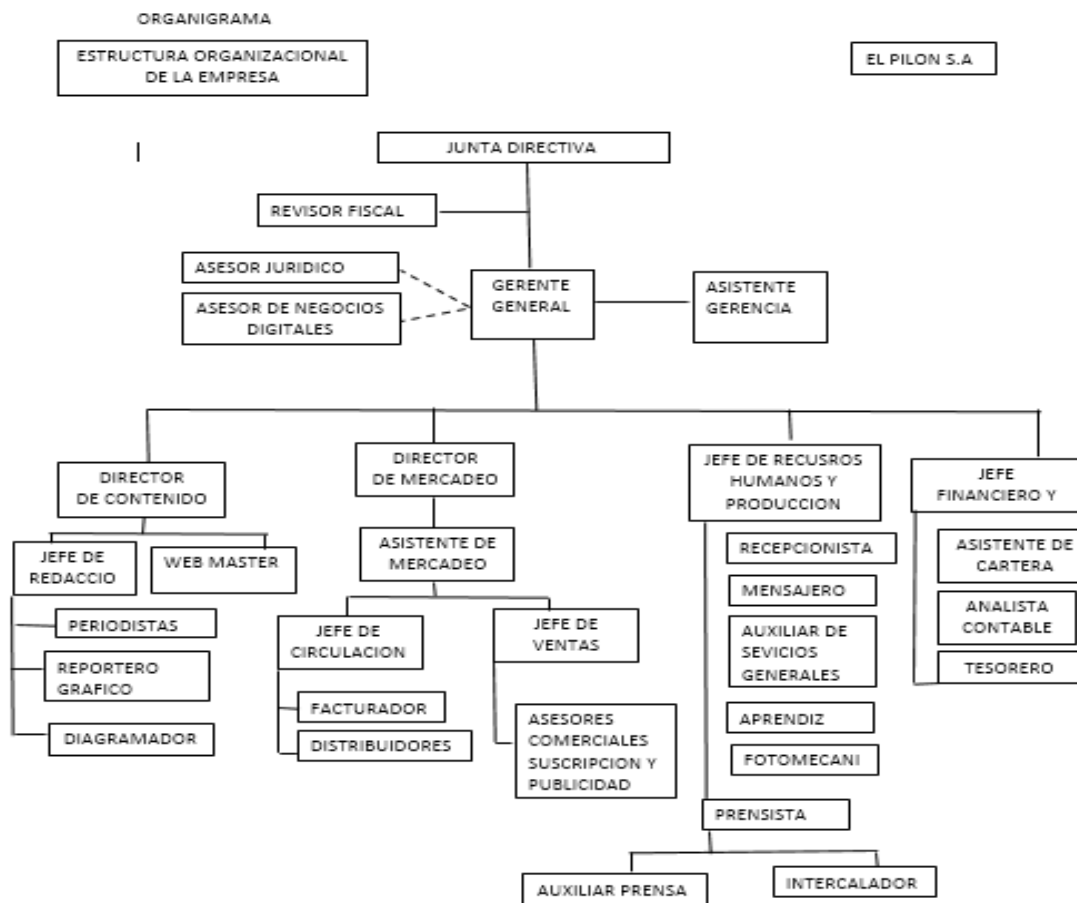 ORGANIGRAMA
ESTRUCTURA ORGANIZACIONAL
DE LA EMPRESA
EL PILON S.A
JUNTA DIRECTIVA
REVISOR FISCAL
ASESOR JURIDICO
ASESOR DE NEGOCIOS
DIGITALES
GERENTE
GENERAL
ASISTENTE
GERENCIA
DIRECTOR
DE CONTENIDO
JEFE DE
REDACCIO
WEB MASTER
PERIODISTAS
REPORTERO
GRAFICO
DIAGRAMADOR
DIRECTOR
DE MERCADEO
ASISTENTE DE
MERCADEO
JEFE DE
CIRCULACION
FACTURADOR
DISTRIBUIDORES
JEFE DE
VENTAS
ASESORES
COMERCIALES
SUSCRIPCION Y
PUBLICIDAD
JEFE DE RECUSROS
HUMANOS Y
PRODUCCION
RECEPCIONISTA
MENSAJERO
AUXILIAR DE
SEVICIOS
GENERALES
APRENDIZ
FOTOMECANI
PRENSISTA
AUXILIAR PRENSA
INTERCALADOR
JEFE
FINANCIERO Y
ASISTENTE DE
CARTERA
ANALISTA
CONTABLE
TESORERO